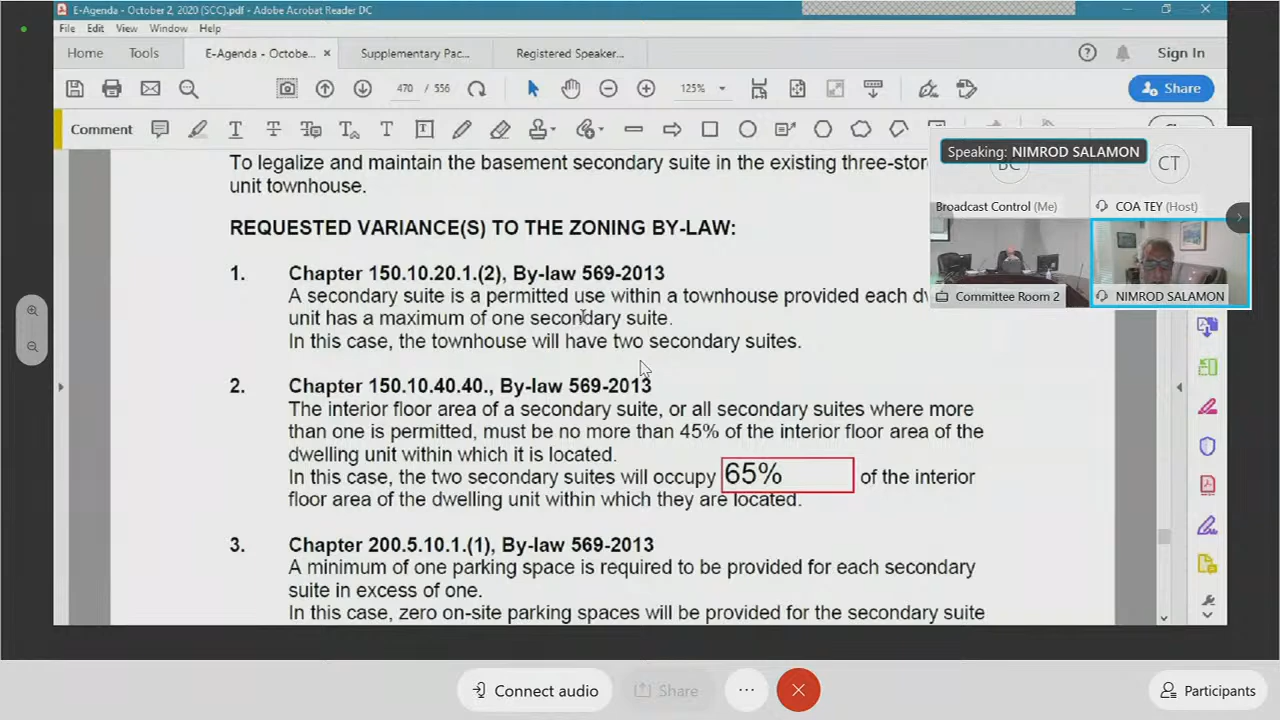 E-Agenda - October 2, 2020 (SCC).pdf - Adobe Acrobat Reader DC
File Edit View Window Help
Home Tools E-Agenda - Octobe... × Supplementary Pac... Registered Speaker... Sign In
470 / 556 125% Share
Comment
Speaking: NIMROD SALAMON
BC CT
Broadcast Control (Me) COA TEY (Host)
Committee Room 2 NIMROD SALAMON
To legalize and maintain the basement secondary suite in the existing
unit townhouse.
REQUESTED VARIANCE(S) TO THE ZONING BY-LAW:
1. Chapter 150.10.20.1.(2), By-law 569-2013
A secondary suite is a permitted use within a townhouse provided each
unit has a maximum of one secondary suite.
In this case, the townhouse will have two secondary suites.
2. Chapter 150.10.40.40., By-law 569-2013
The interior floor area of a secondary suite, or all secondary suites where more
than one is permitted, must be no more than 45% of the interior floor area of the
dwelling unit within which it is located.
In this case, the two secondary suites will occupy 65% of the interior
floor area of the dwelling unit within which they are located.
3. Chapter 200.5.10.1.(1), By-law 569-2013
A minimum of one parking space is required to be provided for each secondary
suite in excess of one.
In this case, zero on-site parking spaces will be provided for the secondary suite
Connect audio Share ... Participants